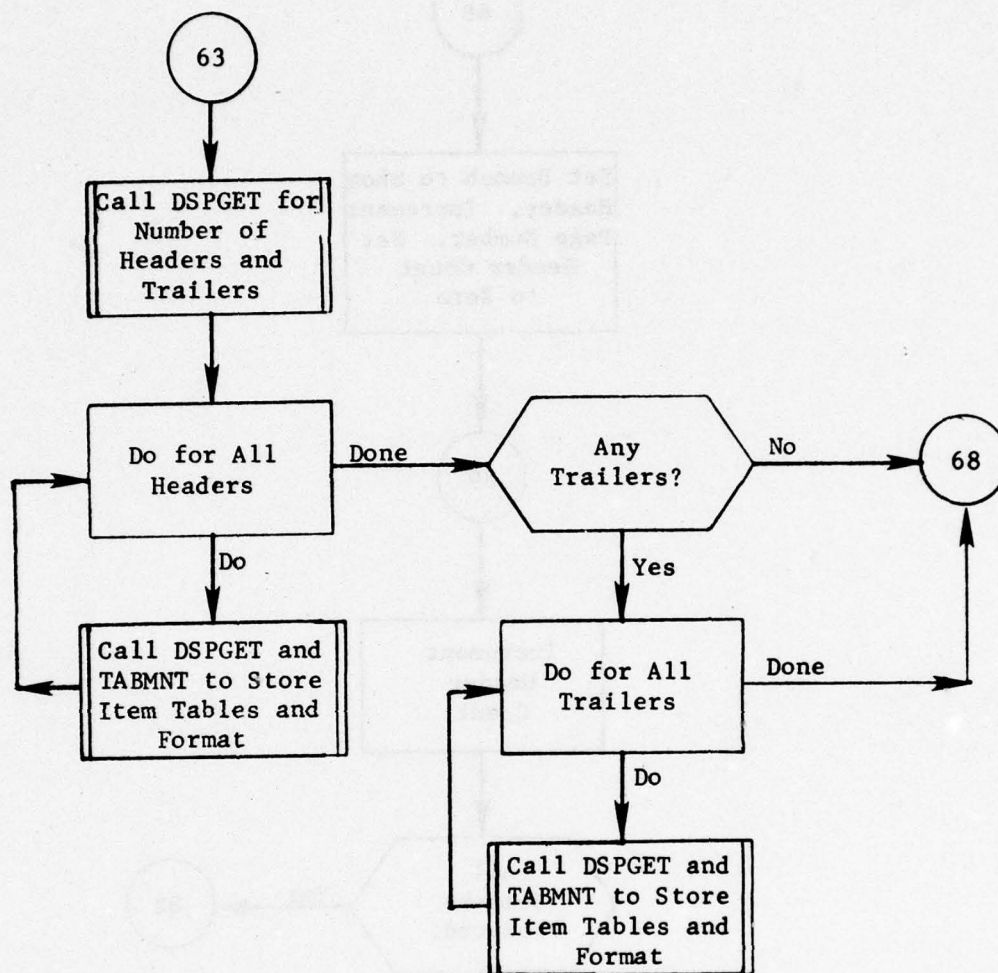 63
Call DSPGET for
Number of
Headers and
Trailers
Do for All
Headers
Done
Any
Trailers?
No
68
Do
Yes
Call DSPGET and
TABMNT to Store
Item Tables and
Format
Do for All
Trailers
Done
Do
Call DSPGET and
TABMNT to Store
Item Tables and
Format